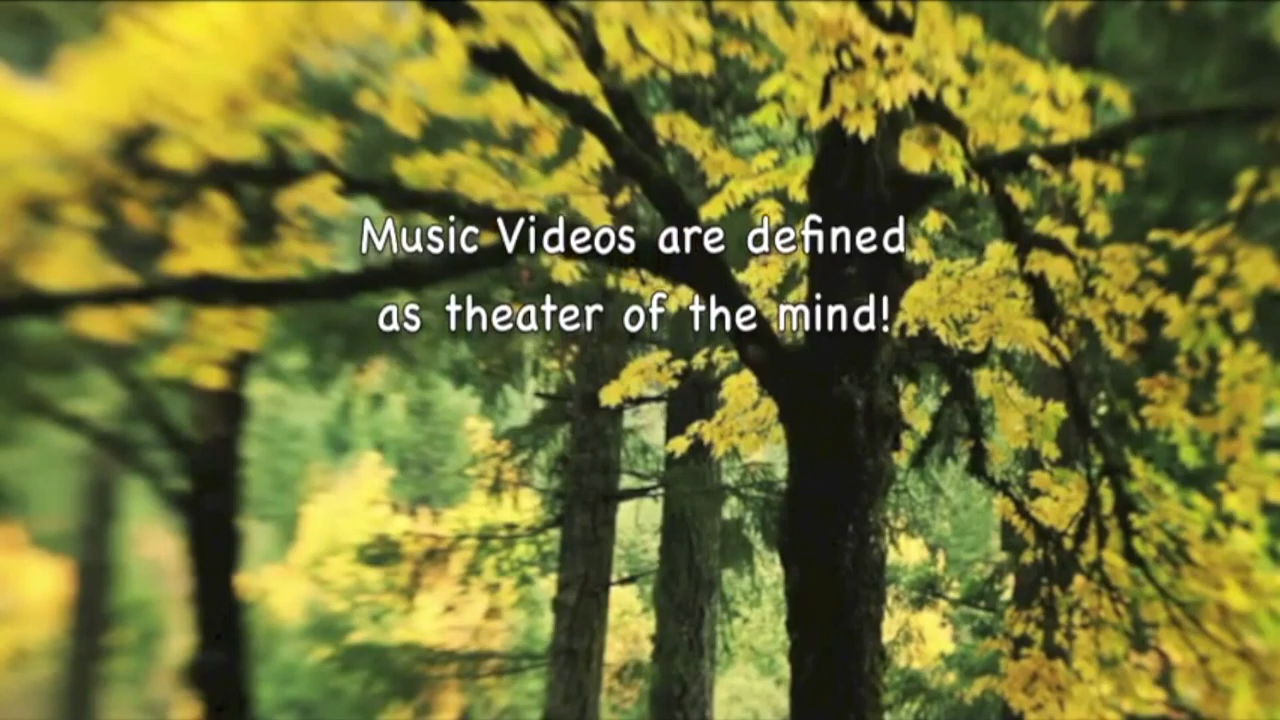 Music Videos are defined
as theater of the mind!